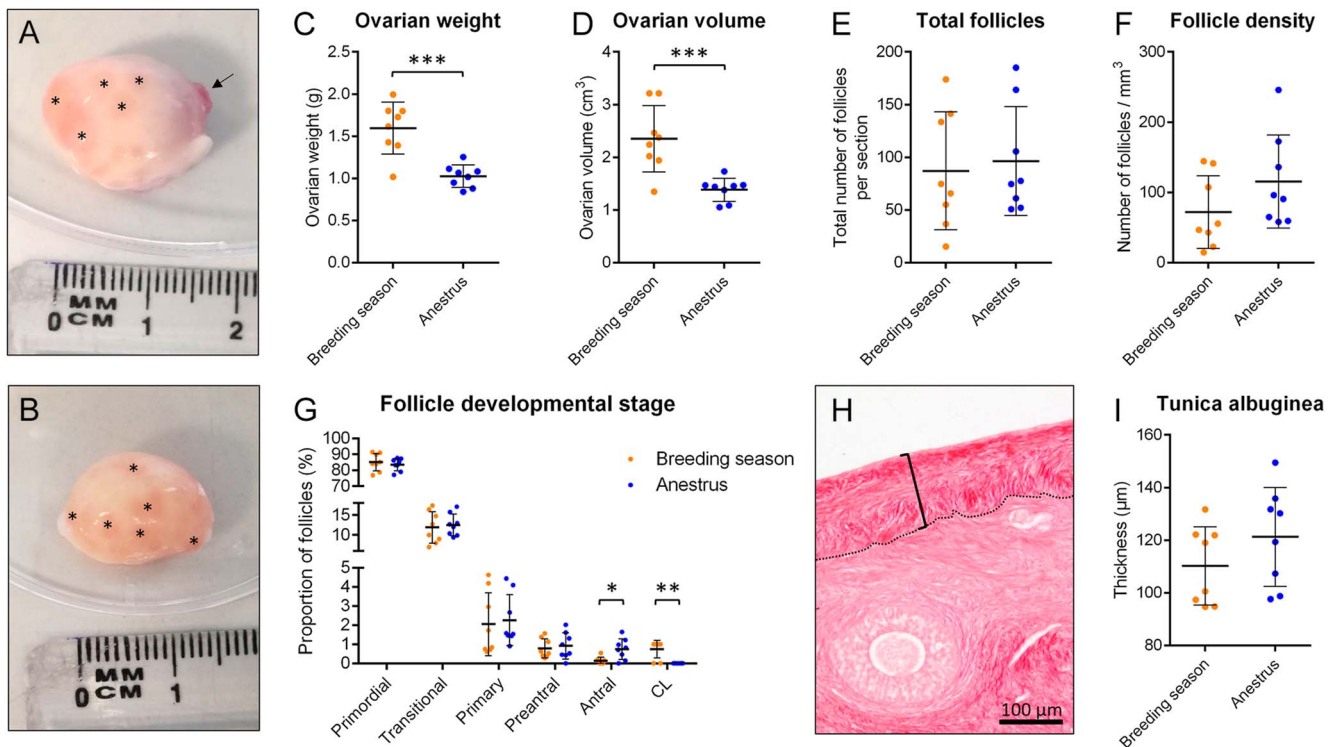 A
MM
CM
0 1 2
B
MM
CM
0 1
C Ovarian weight
Ovarian weight (g)
2.5
2.0
1.5
1.0
0.5
0.0
***
Breeding season
Anestrus
D Ovarian volume
Ovarian volume (cm3)
4
3
2
1
0
***
Breeding season
Anestrus
E Total follicles
Total number of follicles
per section
200
150
100
50
0
Breeding season
Anestrus
F Follicle density
Number of follicles / mm3
300
200
100
0
Breeding season
Anestrus
G Follicle developmental stage
Proportion of follicles (%)
100
90
80
70
15
10
5
4
3
2
1
0
Breeding season
Anestrus
*
**
Primordial
Transitional
Primary
Preantral
Antral
CL
H
100 µm
I Tunica albuginea
Thickness (µm)
160
140
120
100
80
Breeding season
Anestrus